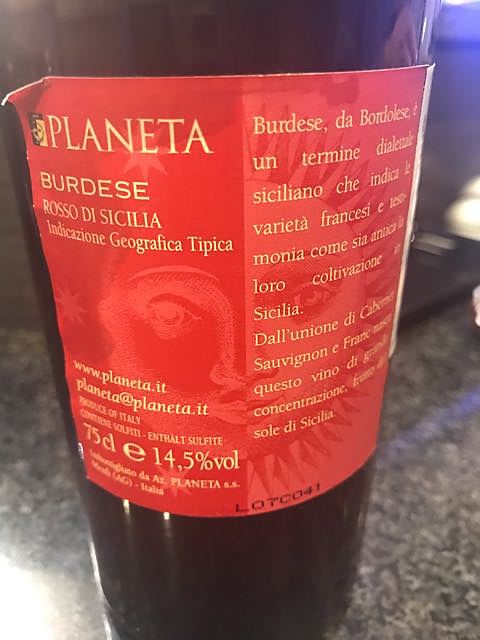 PLANETA
BURDESE
ROSSO DI SICILIA
Indicazione Geografica Tipica
www.planeta.it
planeta@planeta.it
PRODUCE OF ITALY
CONTIENE SOLFITI - ENTHÄLT SULFITE
75cl e 14,5%vol
Imbottigliato da Az. PLANETA s.s.
Menfi (AG) - Italia
Burdese, da Bordolese, è
un termine dialettale
siciliano che indica le
varietà francesi e testi-
monia come sia antica la
loro coltivazione in
Sicilia.
Dall'unione di Cabernet
Sauvignon e Franc nasce
questo vino di grande
concentrazione, frutto del
sole di Sicilia.
LOTC041